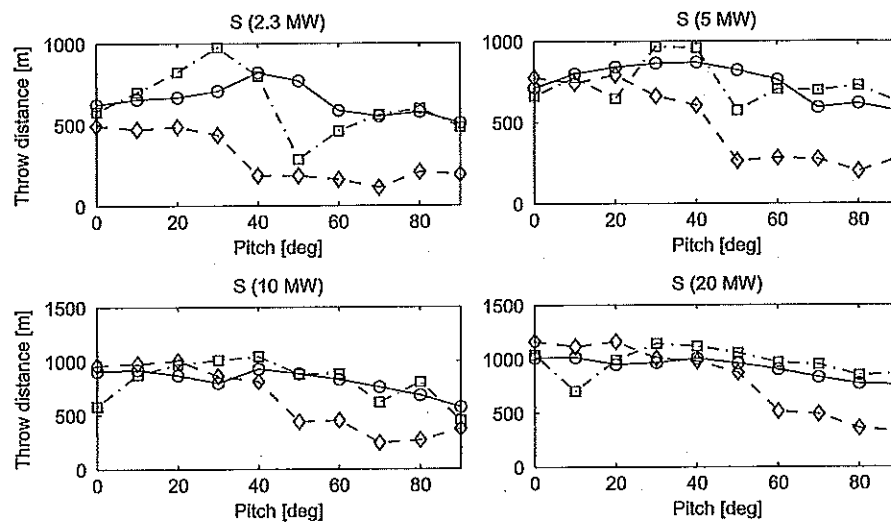 S (2.3 MW)
S (5 MW)
1000
500
0
Throw distance [m]
0 20 40 60 80
Pitch [deg]
1000
500
0
0 20 40 60 80
Pitch [deg]
S (10 MW)
S (20 MW)
1500
1000
500
0
Throw distance [m]
0 20 40 60 80
Pitch [deg]
1500
1000
500
0
0 20 40 60 80
Pitch [deg]